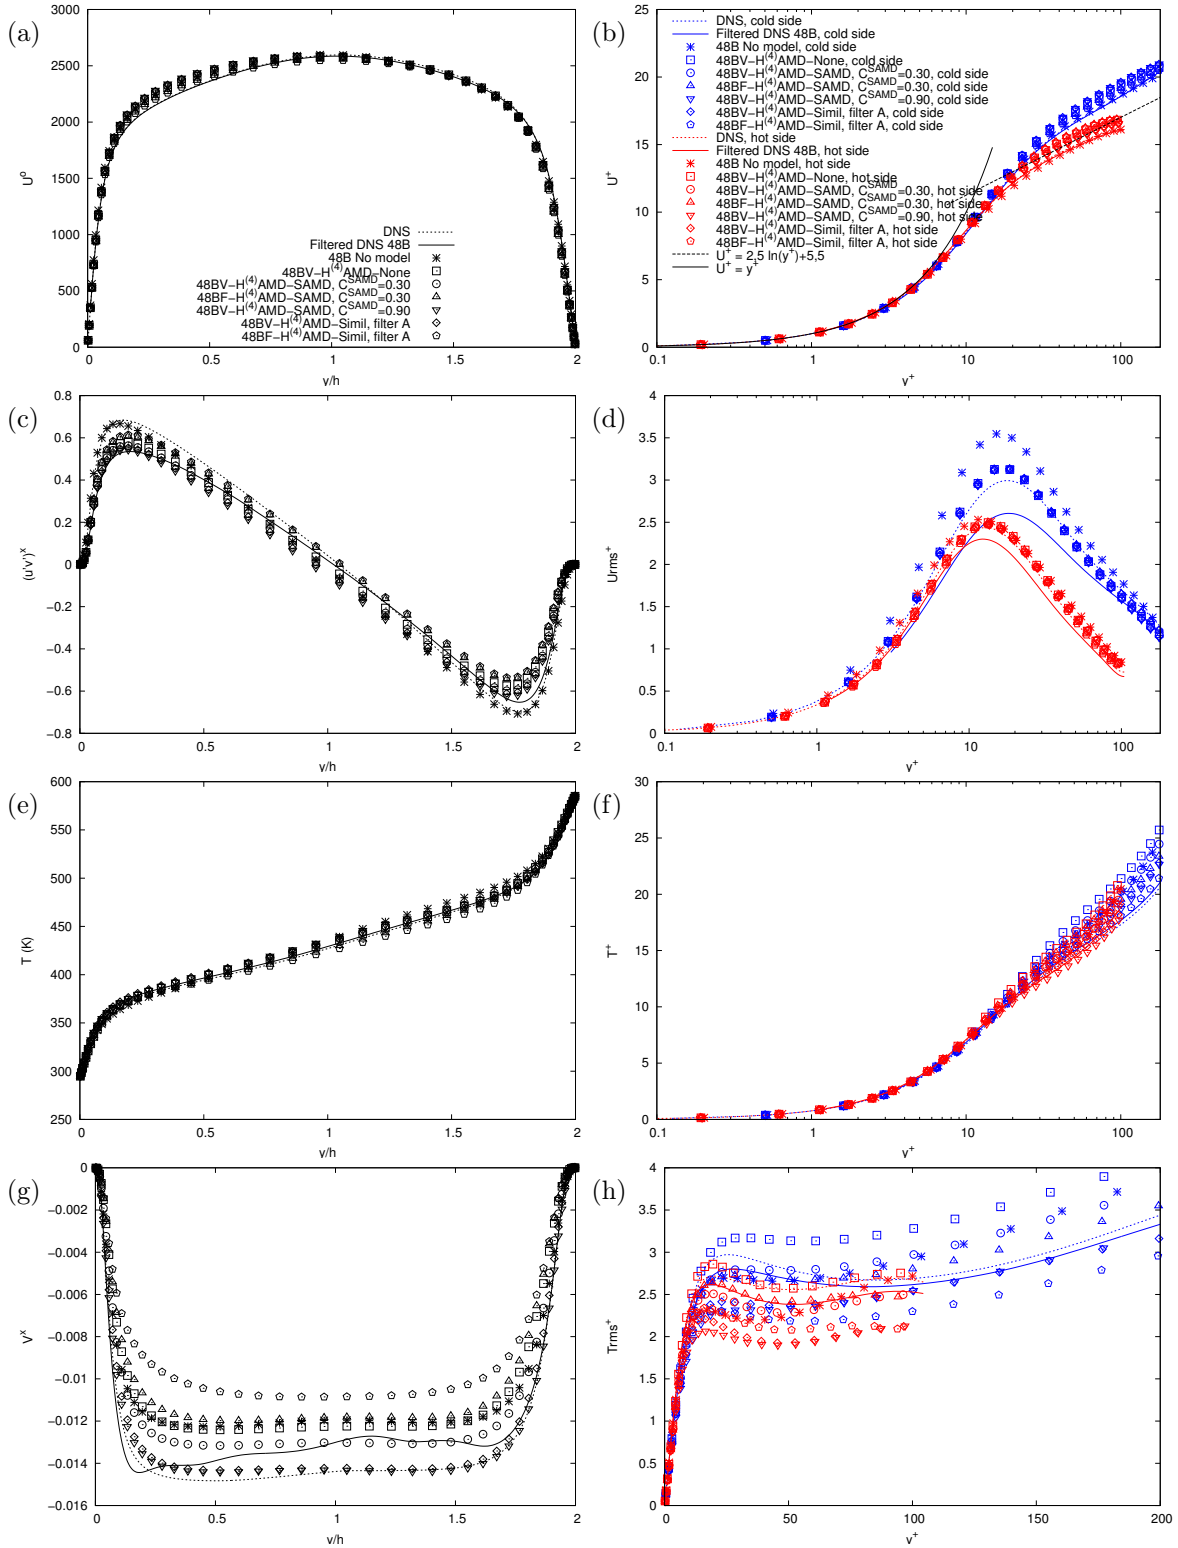 (a)
3000
2500
2000
1500
1000
500
0
U°
0
0.5
1
1.5
2
y/h
DNS
Filtered DNS 48B
48B No model
48BV−H(4)AMD−None
48BV−H(4)AMD−SAMD, CSAMD=0.30
48BF−H(4)AMD−SAMD, CSAMD=0.30
48BV−H(4)AMD−SAMD, CSAMD=0.90
48BV−H(4)AMD−Simil, filter A
48BF−H(4)AMD−Simil, filter A
(b)
25
20
15
10
5
0
U+
0.1
1
10
100
y+
DNS, cold side
Filtered DNS 48B, cold side
48B No model, cold side
48BV−H(4)AMD−None, cold side
48BV−H(4)AMD−SAMD, CSAMD=0.30, cold side
48BF−H(4)AMD−SAMD, CSAMD=0.30, cold side
48BV−H(4)AMD−SAMD, CSAMD=0.90, cold side
48BV−H(4)AMD−Simil, filter A, cold side
48BF−H(4)AMD−Simil, filter A, cold side
DNS, hot side
Filtered DNS 48B, hot side
48B No model, hot side
48BV−H(4)AMD−None, hot side
48BV−H(4)AMD−SAMD, CSAMD=0.30, hot side
48BF−H(4)AMD−SAMD, CSAMD=0.30, hot side
48BV−H(4)AMD−SAMD, CSAMD=0.90, hot side
48BV−H(4)AMD−Simil, filter A, hot side
48BF−H(4)AMD−Simil, filter A, hot side
U+ = 2,5 ln(y+)+5,5
U+ = y+
(c)
0.8
0.6
0.4
0.2
0
−0.2
−0.4
−0.6
−0.8
⟨u'v'⟩x
0
0.5
1
1.5
2
y/h
(d)
4
3.5
3
2.5
2
1.5
1
0.5
0
Urms+
0.1
1
10
100
y+
(e)
600
550
500
450
400
350
300
250
T (K)
0
0.5
1
1.5
2
y/h
(f)
30
25
20
15
10
5
0
T+
0.1
1
10
100
y+
(g)
0
−0.002
−0.004
−0.006
−0.008
−0.01
−0.012
−0.014
−0.016
Vx
0
0.5
1
1.5
2
y/h
(h)
4
3.5
3
2.5
2
1.5
1
0.5
0
Trms+
0
50
100
150
200
y+